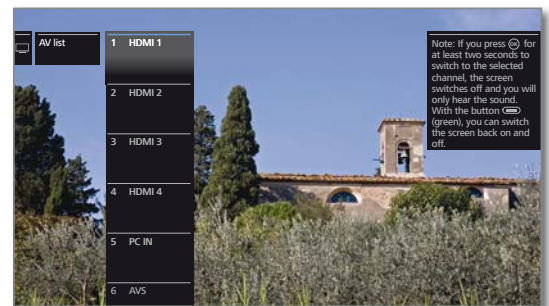 AV list
1 HDMI 1
2 HDMI 2
3 HDMI 3
4 HDMI 4
5 PC IN
6 AVS
Note: If you press OK for
at least two seconds to
switch to the selected
channel, the screen
switches off and you will
only hear the sound.
With the button
(green), you can switch
the screen back on and
off.